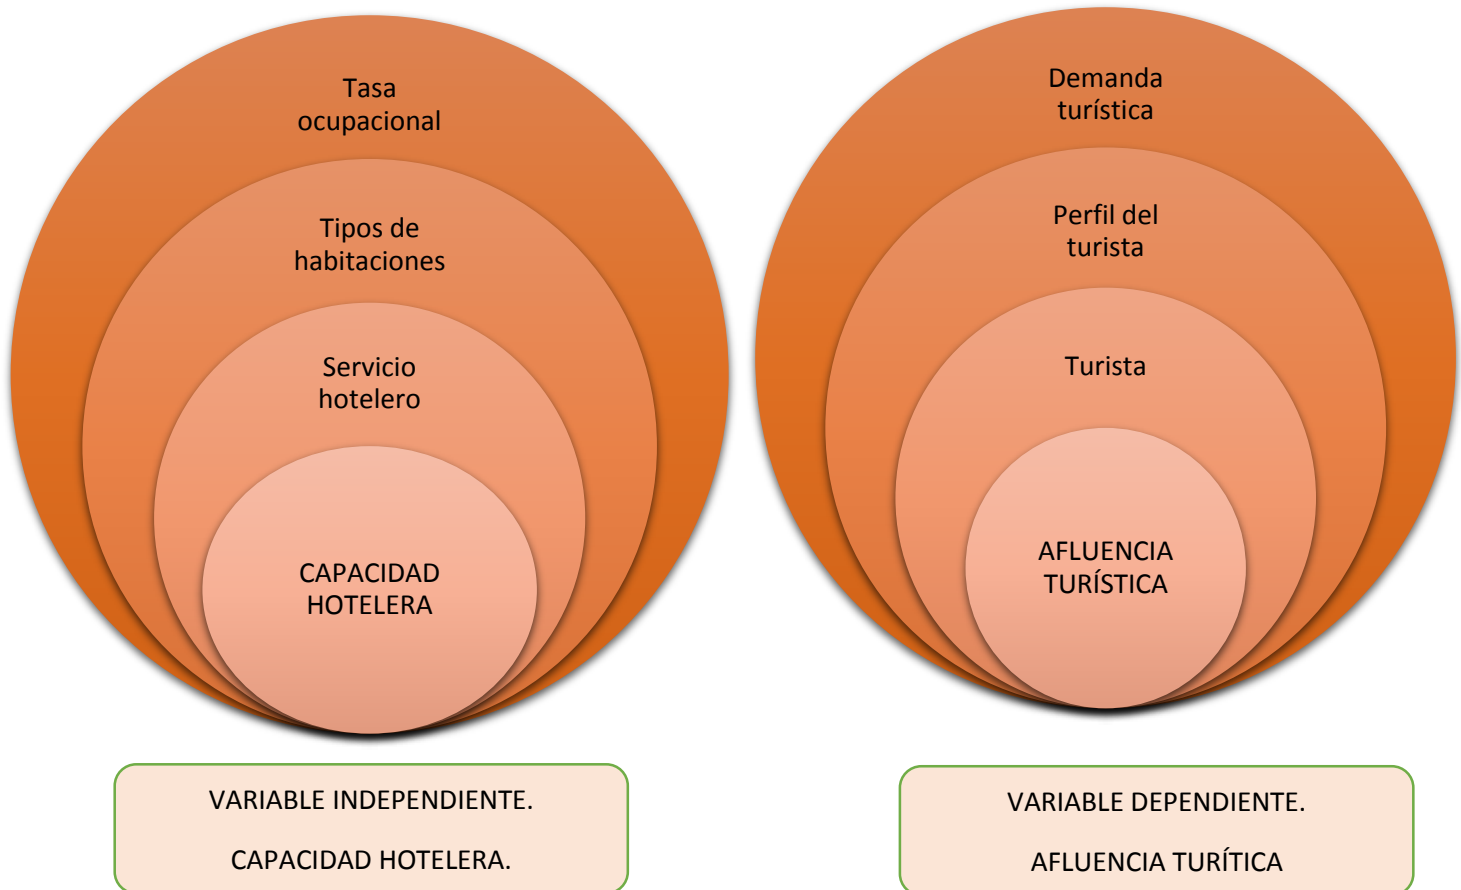 Tasa
ocupacional
Tipos de
habitaciones
Servicio
hotelero
CAPACIDAD
HOTELERA
VARIABLE INDEPENDIENTE.
CAPACIDAD HOTELERA.
Demanda
turística
Perfil del
turista
Turista
AFLUENCIA
TURÍSTICA
VARIABLE DEPENDIENTE.
AFLUENCIA TURÍTICA